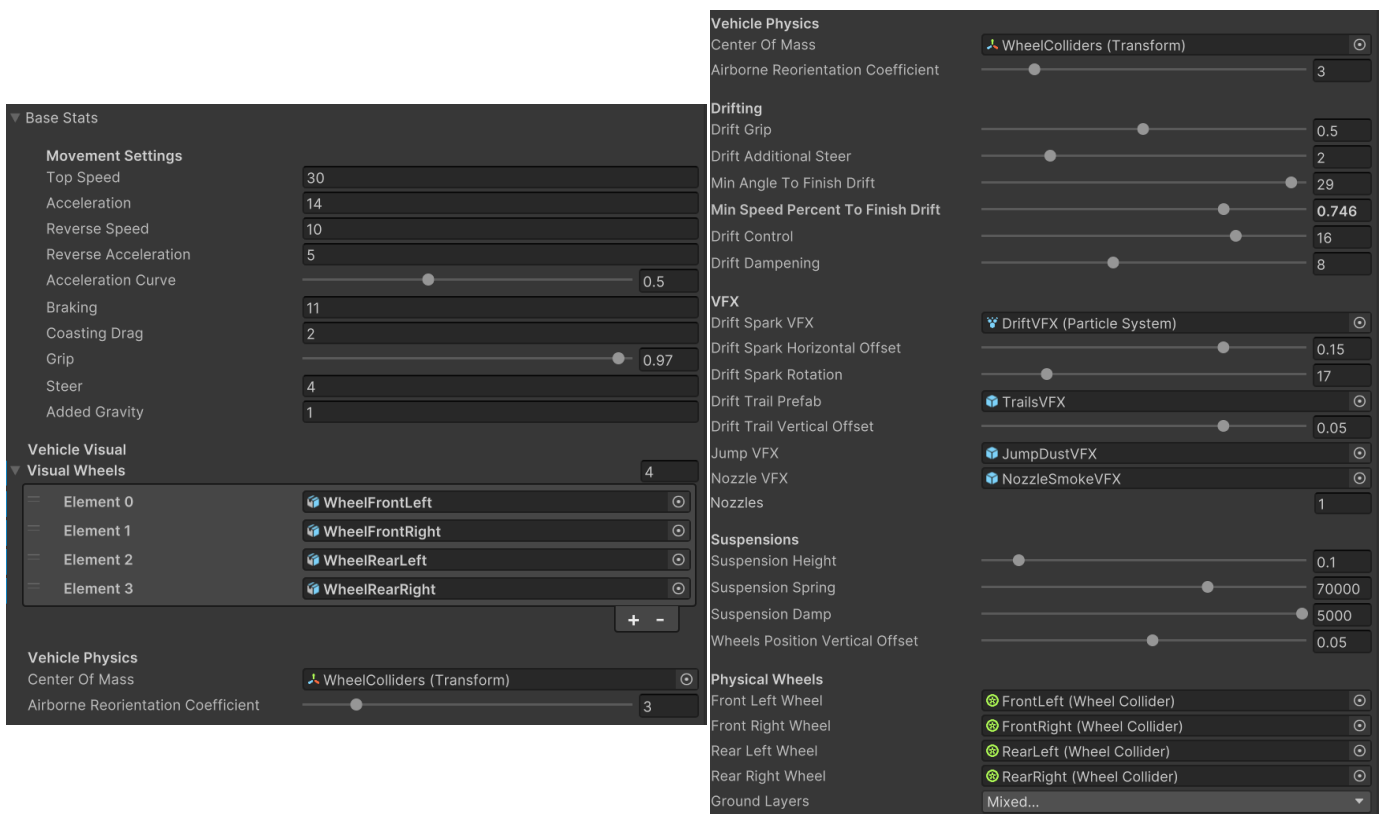 Base Stats
Movement Settings
Top Speed 30
Acceleration 14
Reverse Speed 10
Reverse Acceleration 5
Acceleration Curve 0.5
Braking 11
Coasting Drag 2
Grip 0.97
Steer 4
Added Gravity 1
Vehicle Visual
Visual Wheels 4
Element 0 WheelFrontLeft
Element 1 WheelFrontRight
Element 2 WheelRearLeft
Element 3 WheelRearRight
+ -
Vehicle Physics
Center Of Mass WheelColliders (Transform)
Airborne Reorientation Coefficient 3
Vehicle Physics
Center Of Mass WheelColliders (Transform)
Airborne Reorientation Coefficient 3
Drifting
Drift Grip 0.5
Drift Additional Steer 2
Min Angle To Finish Drift 29
Min Speed Percent To Finish Drift 0.746
Drift Control 16
Drift Dampening 8
VFX
Drift Spark VFX DriftVFX (Particle System)
Drift Spark Horizontal Offset 0.15
Drift Spark Rotation 17
Drift Trail Prefab TrailsVFX
Drift Trail Vertical Offset 0.05
Jump VFX JumpDustVFX
Nozzle VFX NozzleSmokeVFX
Nozzles 1
Suspensions
Suspension Height 0.1
Suspension Spring 70000
Suspension Damp 5000
Wheels Position Vertical Offset 0.05
Physical Wheels
Front Left Wheel FrontLeft (Wheel Collider)
Front Right Wheel FrontRight (Wheel Collider)
Rear Left Wheel RearLeft (Wheel Collider)
Rear Right Wheel RearRight (Wheel Collider)
Ground Layers Mixed...